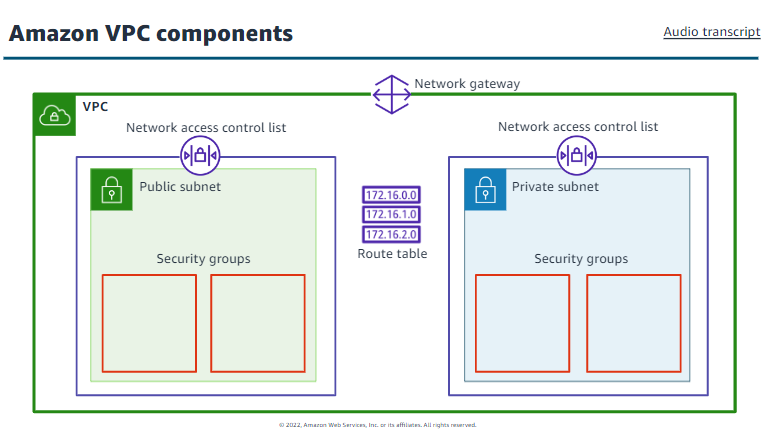 Amazon VPC components
Audio transcript
Network gateway
VPC
Network access control list
Network access control list
Public subnet
172.16.0.0
172.16.1.0
172.16.2.0
Route table
Private subnet
Security groups
Security groups
© 2022, Amazon Web Services, Inc. or its affiliates. All rights reserved.